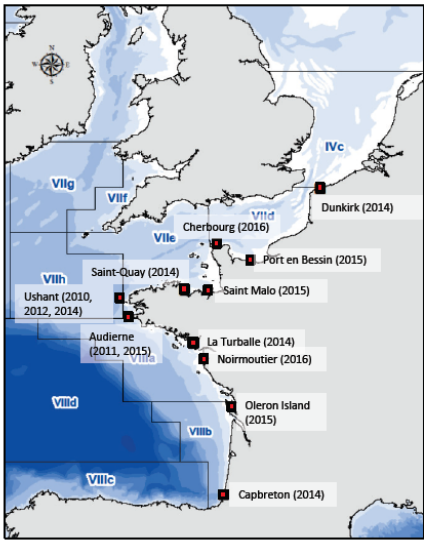 N
W
E
S
IVc
VIIg
VIIf
VIId
Dunkirk (2014)
Cherbourg (2016)
VIIe
Port en Bessin (2015)
Saint-Quay (2014)
VIIh
Saint Malo (2015)
Ushant (2010,
2012, 2014)
Audierne
(2011, 2015)
La Turballe (2014)
VIIIa
Noirmoutier (2016)
VIIId
Oleron Island
(2015)
VIIIb
VIIIc
Capbreton (2014)